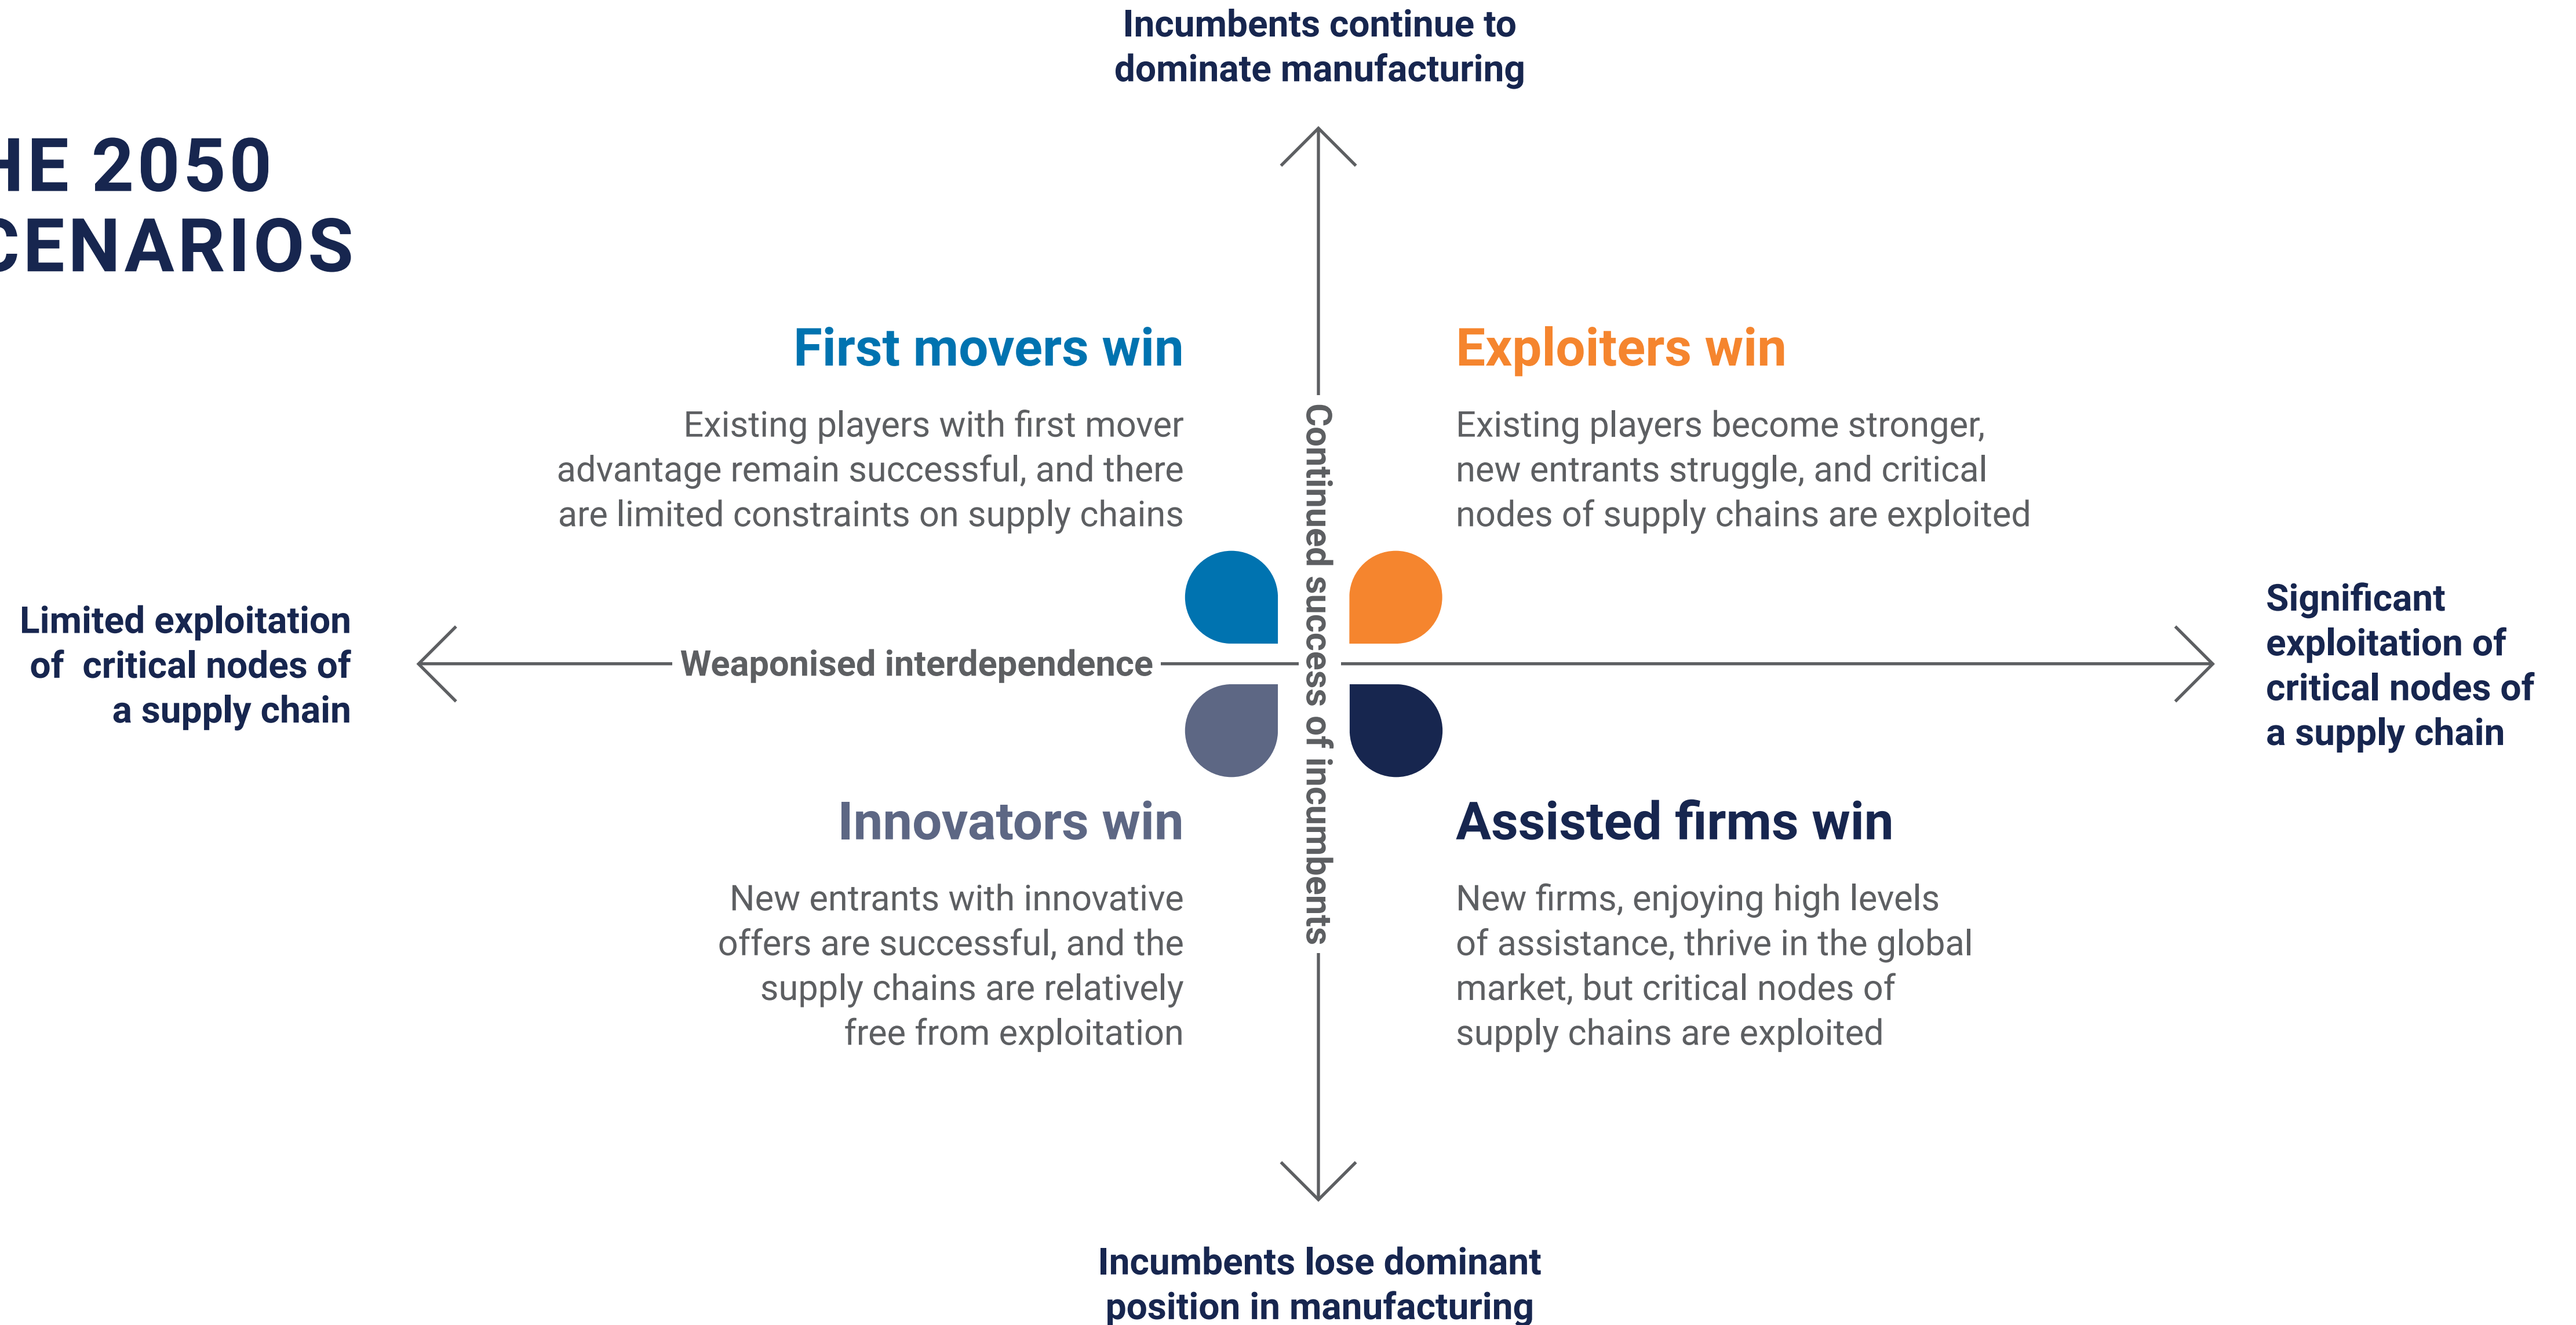 Incumbents continue to
dominate manufacturing
HE 2050
CENARIOS
First movers win
Existing players with first mover
advantage remain successful, and there
are limited constraints on supply chains
Exploiters win
Existing players become stronger,
new entrants struggle, and critical
nodes of supply chains are exploited
Continued success of incumbents
Limited exploitation
of critical nodes of
a supply chain
Weaponised interdependence
Significant
exploitation of
critical nodes of
a supply chain
Innovators win
New entrants with innovative
offers are successful, and the
supply chains are relatively
free from exploitation
Assisted firms win
New firms, enjoying high levels
of assistance, thrive in the global
market, but critical nodes of
supply chains are exploited
Incumbents lose dominant
position in manufacturing